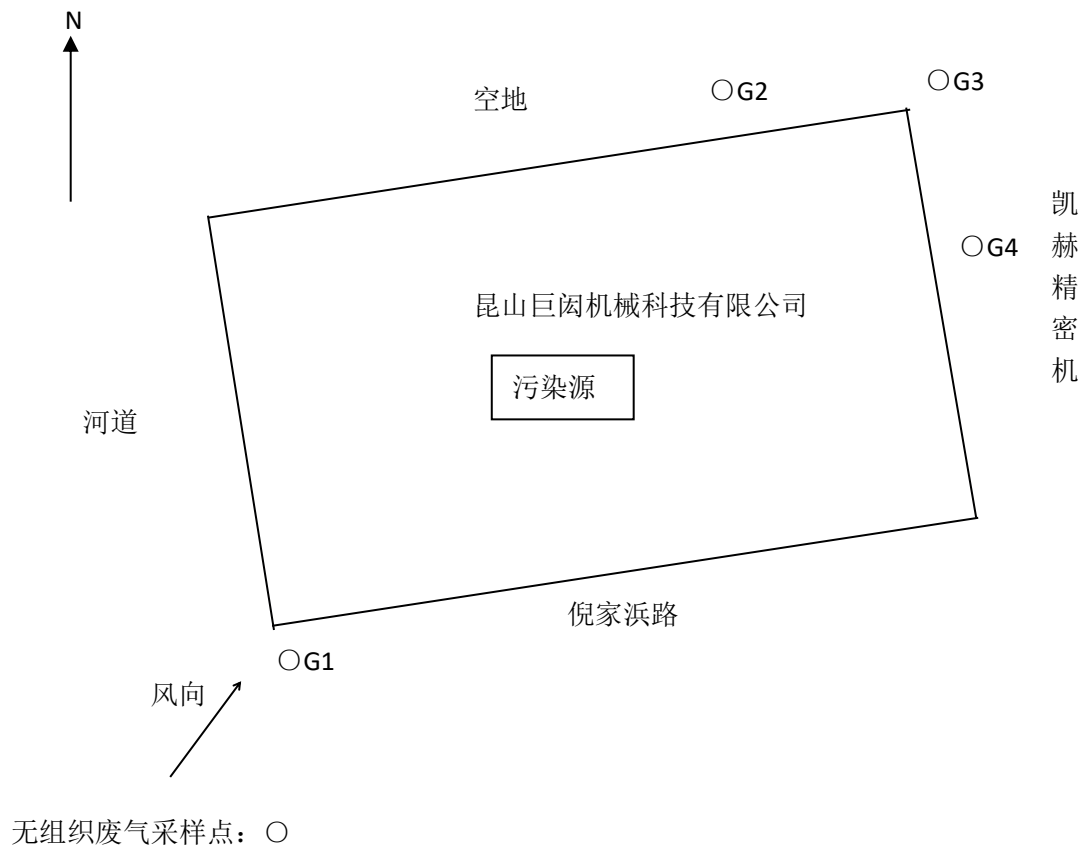 N
○G3
○G2
空地
凯
赫
精
密
机
○G4
昆山巨闳机械科技有限公司
污染源
河道
倪家浜路
○G1
风向
无组织废气采样点：○